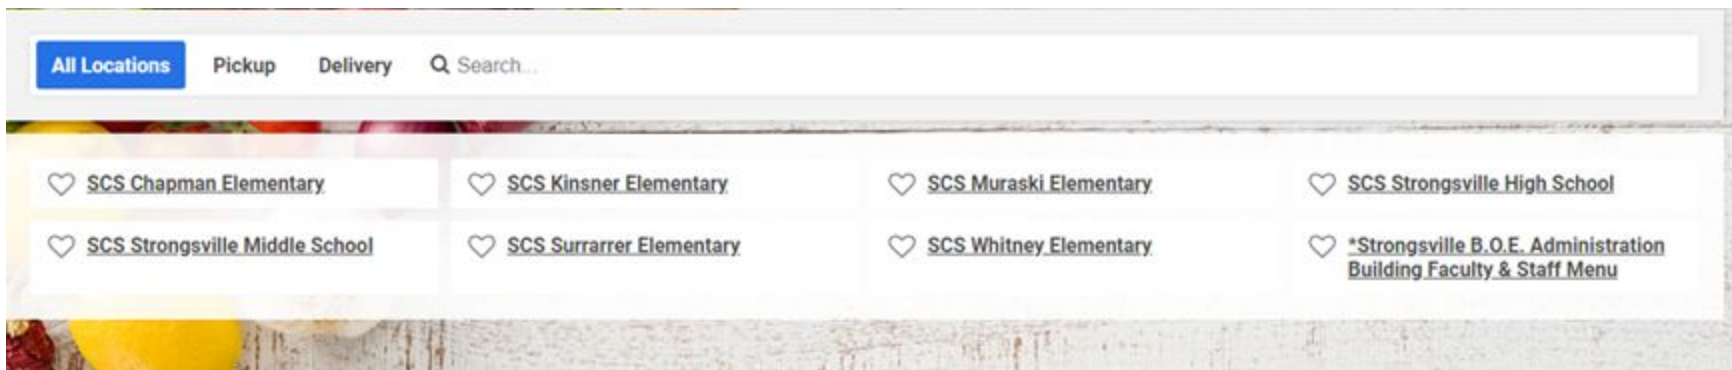 All Locations Pickup Delivery Search...
SCS Chapman Elementary SCS Kinsner Elementary SCS Muraski Elementary SCS Strongsville High School
SCS Strongsville Middle School SCS Surrarrer Elementary SCS Whitney Elementary *Strongsville B.O.E. Administration
Building Faculty & Staff Menu